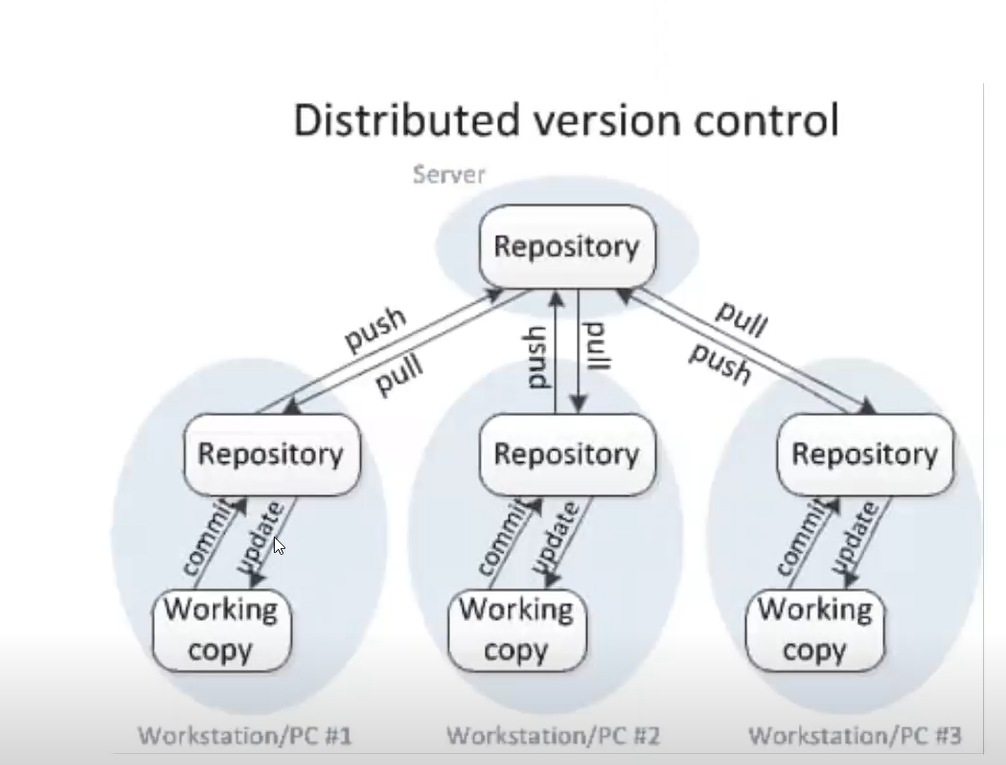 Distributed version control
Server
Repository
push
pull
push
pull
pull
push
Repository
Repository
Repository
commit
update
commit
update
commit
update
Working
copy
Working
copy
Working
copy
Workstation/PC #1
Workstation/PC #2
Workstation/PC #3